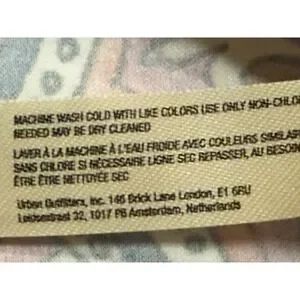 MACHINE WASH COLD WITH LIKE COLORS USE ONLY NON-CHLO
NEEDED MAY BE DRY CLEANED
LAVER À LA MACHINE À L'EAU FROIDE AVEC COULEURS SIMILA
SANS CHLORE SI NÉCESSAIRE LIGNE SEC REPASSER, AU BESOIN
ÊTRE ÊTRE NETTOYÉE SEC
Urban Outfitters, Inc. 146 Brick Lane London, E1 6RU
Leidsestraat 32, 1017 PB Amsterdam, Netherlands